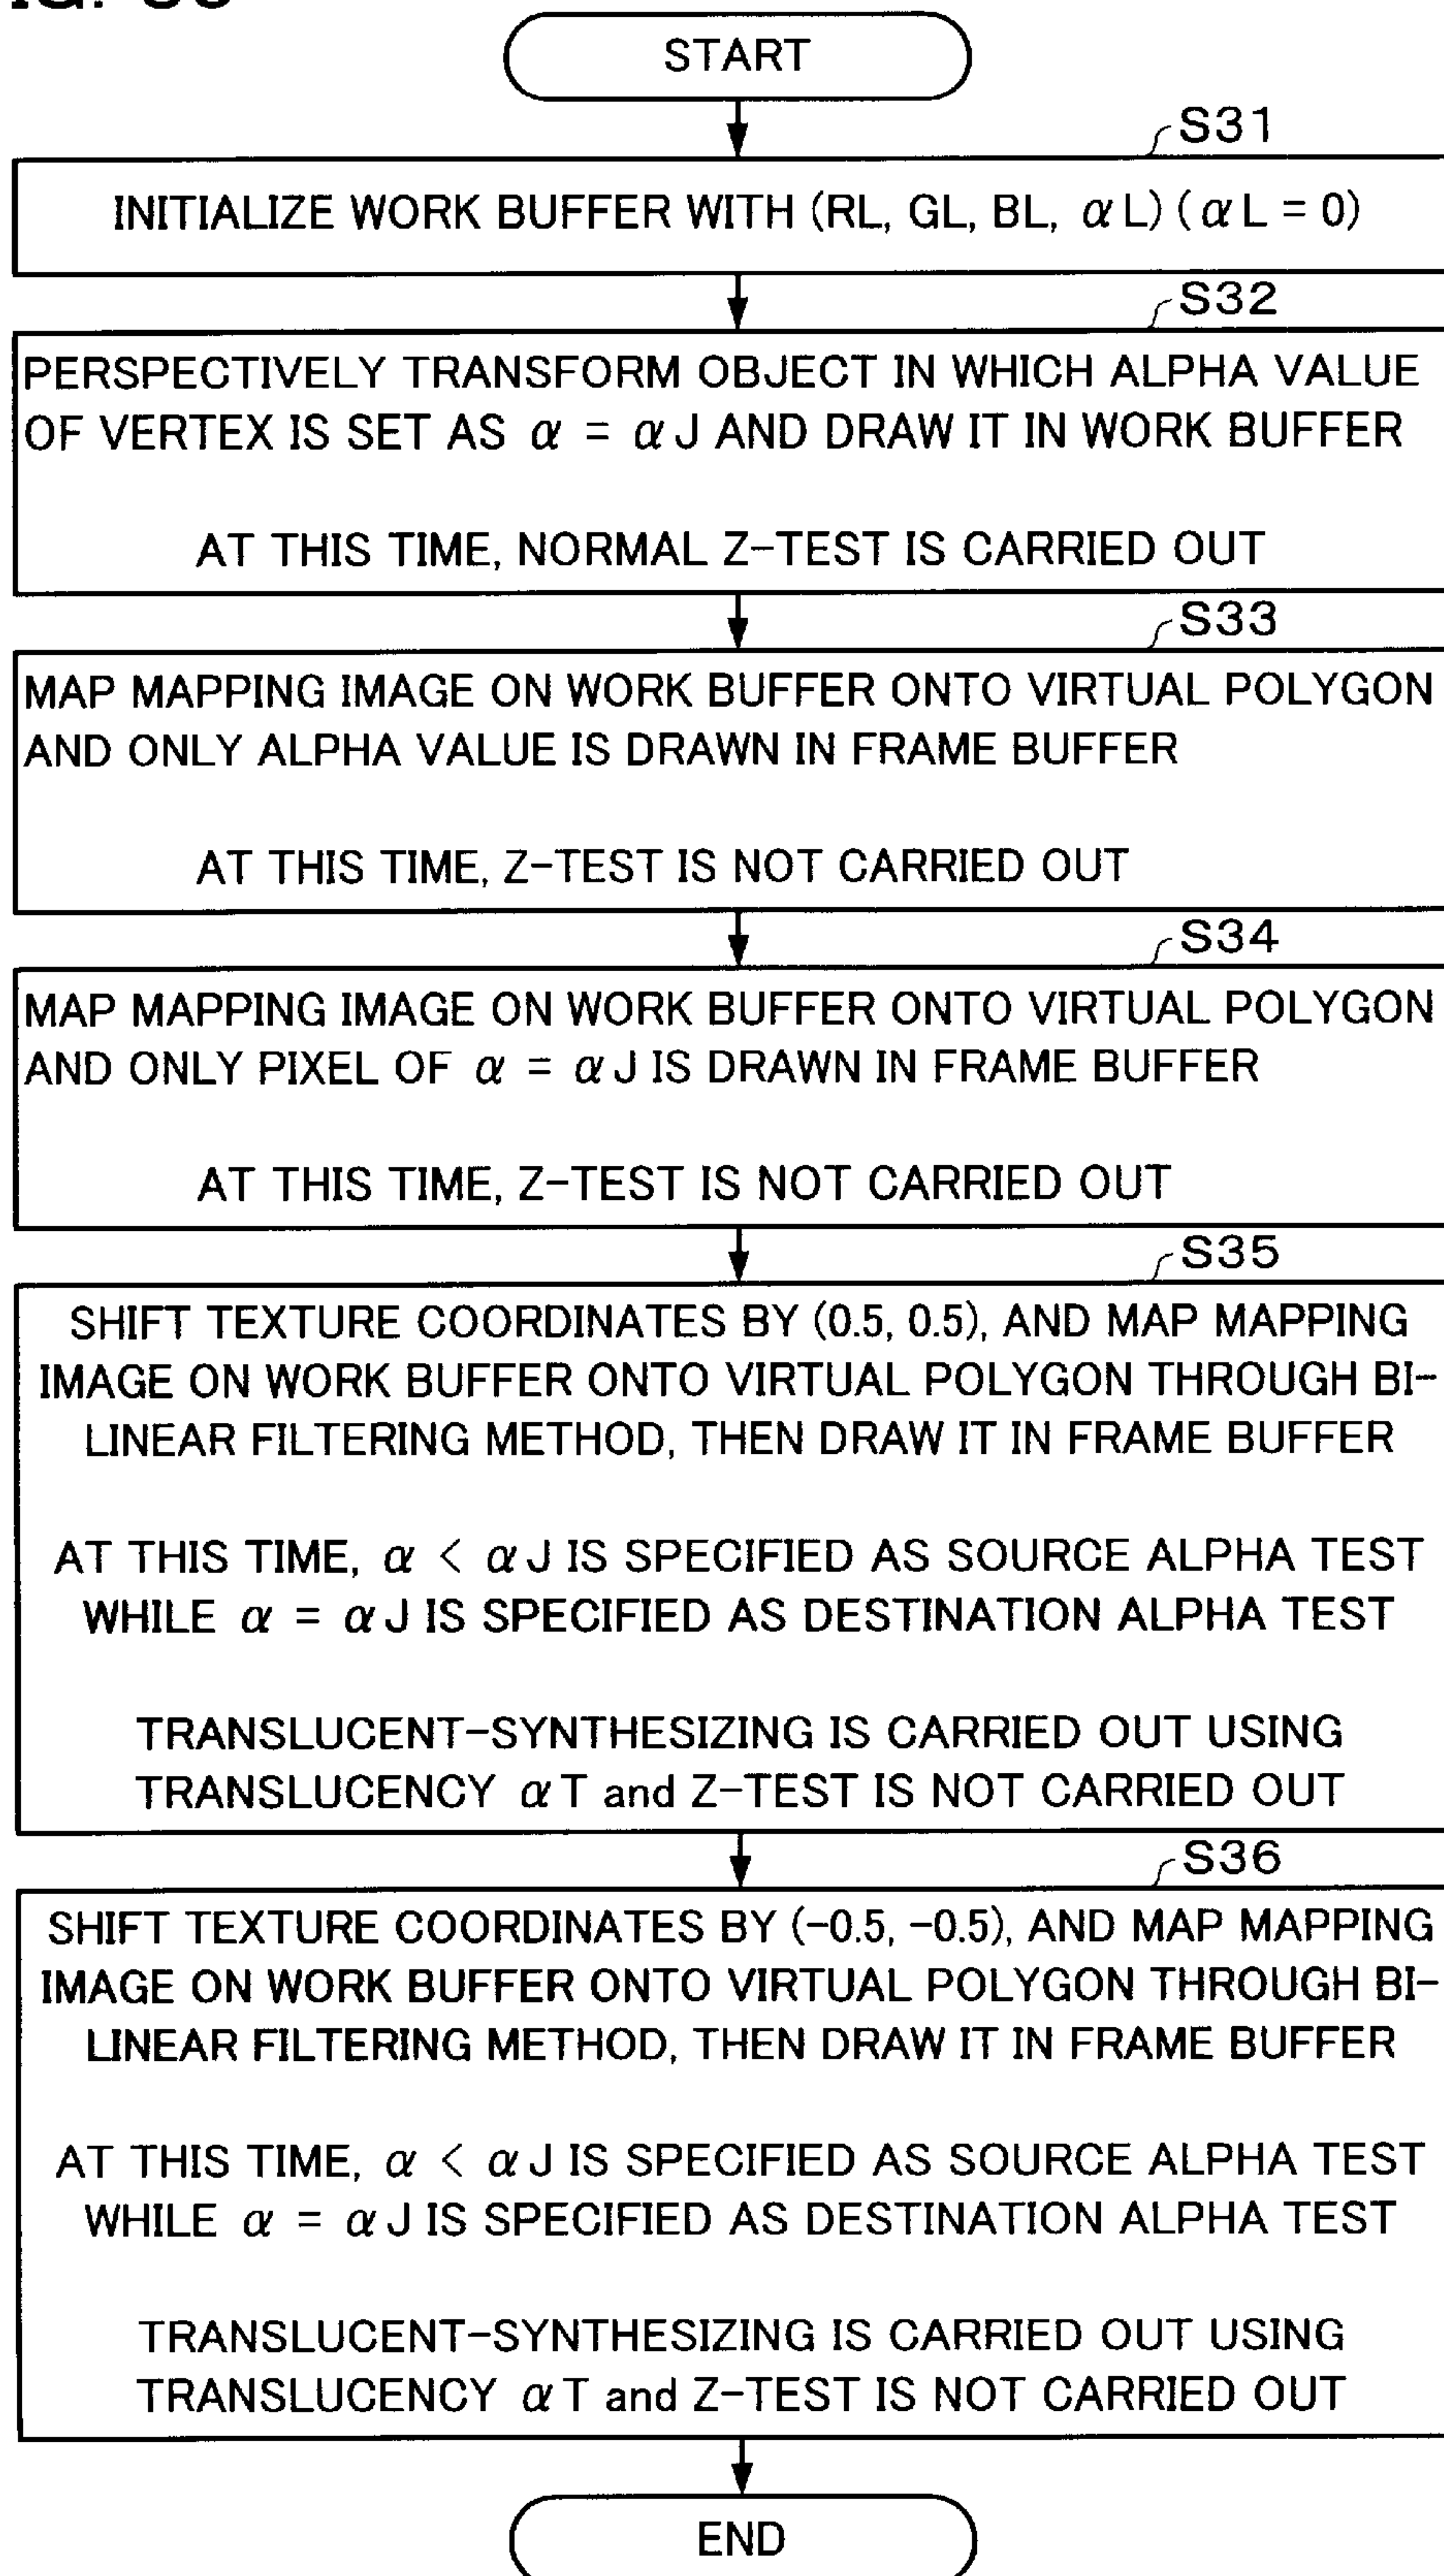 START
S31
INITIALIZE WORK BUFFER WITH (RL, GL, BL, αL) (αL = 0)
S32
PERSPECTIVELY TRANSFORM OBJECT IN WHICH ALPHA VALUE
OF VERTEX IS SET AS α = αJ AND DRAW IT IN WORK BUFFER
AT THIS TIME, NORMAL Z-TEST IS CARRIED OUT
S33
MAP MAPPING IMAGE ON WORK BUFFER ONTO VIRTUAL POLYGON
AND ONLY ALPHA VALUE IS DRAWN IN FRAME BUFFER
AT THIS TIME, Z-TEST IS NOT CARRIED OUT
S34
MAP MAPPING IMAGE ON WORK BUFFER ONTO VIRTUAL POLYGON
AND ONLY PIXEL OF α = αJ IS DRAWN IN FRAME BUFFER
AT THIS TIME, Z-TEST IS NOT CARRIED OUT
S35
SHIFT TEXTURE COORDINATES BY (0.5, 0.5), AND MAP MAPPING
IMAGE ON WORK BUFFER ONTO VIRTUAL POLYGON THROUGH BI-
LINEAR FILTERING METHOD, THEN DRAW IT IN FRAME BUFFER
AT THIS TIME, α < αJ IS SPECIFIED AS SOURCE ALPHA TEST
WHILE α = αJ IS SPECIFIED AS DESTINATION ALPHA TEST
TRANSLUCENT-SYNTHESIZING IS CARRIED OUT USING
TRANSLUCENCY αT and Z-TEST IS NOT CARRIED OUT
S36
SHIFT TEXTURE COORDINATES BY (-0.5, -0.5), AND MAP MAPPING
IMAGE ON WORK BUFFER ONTO VIRTUAL POLYGON THROUGH BI-
LINEAR FILTERING METHOD, THEN DRAW IT IN FRAME BUFFER
AT THIS TIME, α < αJ IS SPECIFIED AS SOURCE ALPHA TEST
WHILE α = αJ IS SPECIFIED AS DESTINATION ALPHA TEST
TRANSLUCENT-SYNTHESIZING IS CARRIED OUT USING
TRANSLUCENCY αT and Z-TEST IS NOT CARRIED OUT
END